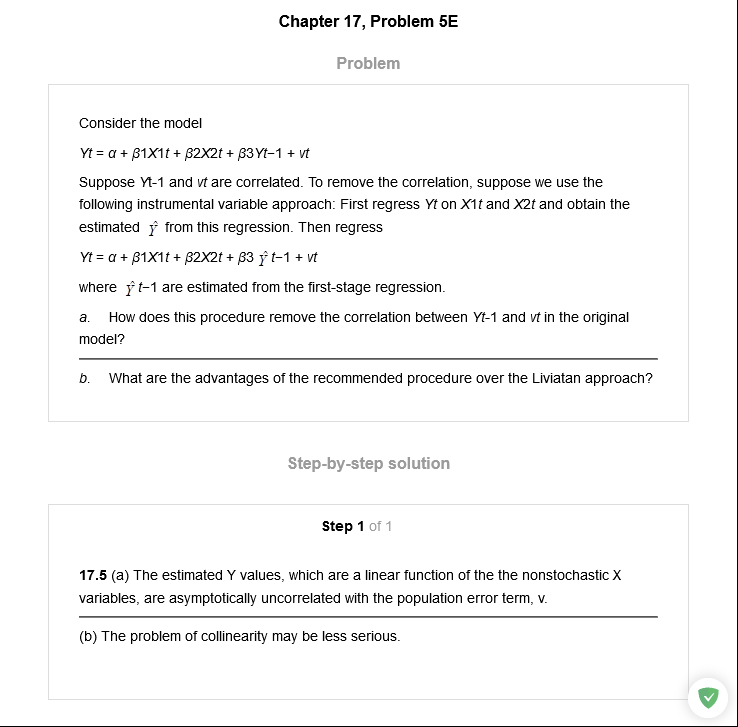 Chapter 17, Problem 5E
Problem
Consider the model
Yt = α + β1X1t + β2X2t + β3Yt−1 + vt
Suppose Yt-1 and vt are correlated. To remove the correlation, suppose we use the
following instrumental variable approach: First regress Yt on X1t and X2t and obtain the
estimated Ŷ from this regression. Then regress
Yt = α + β1X1t + β2X2t + β3 Ŷ t−1 + vt
where Ŷ t−1 are estimated from the first-stage regression.
a. How does this procedure remove the correlation between Yt-1 and vt in the original
model?
b. What are the advantages of the recommended procedure over the Liviatan approach?
Step-by-step solution
Step 1 of 1
17.5 (a) The estimated Y values, which are a linear function of the the nonstochastic X
variables, are asymptotically uncorrelated with the population error term, v.
(b) The problem of collinearity may be less serious.